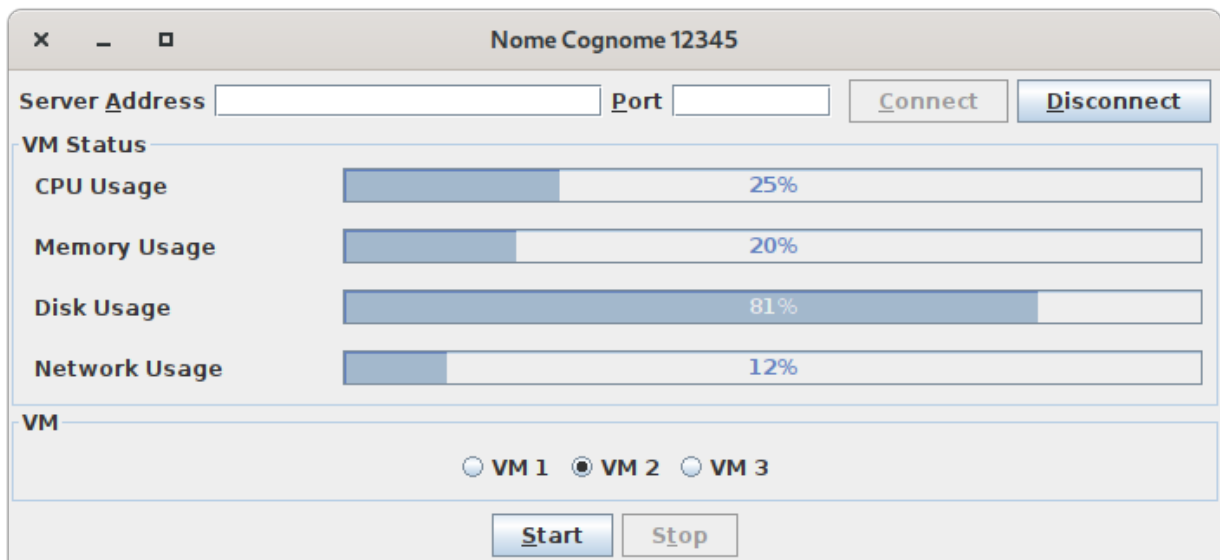 Nome Cognome 12345
Server Address Port Connect Disconnect
VM Status
CPU Usage 25%
Memory Usage 20%
Disk Usage 81%
Network Usage 12%
VM
VM 1 VM 2 VM 3
Start Stop